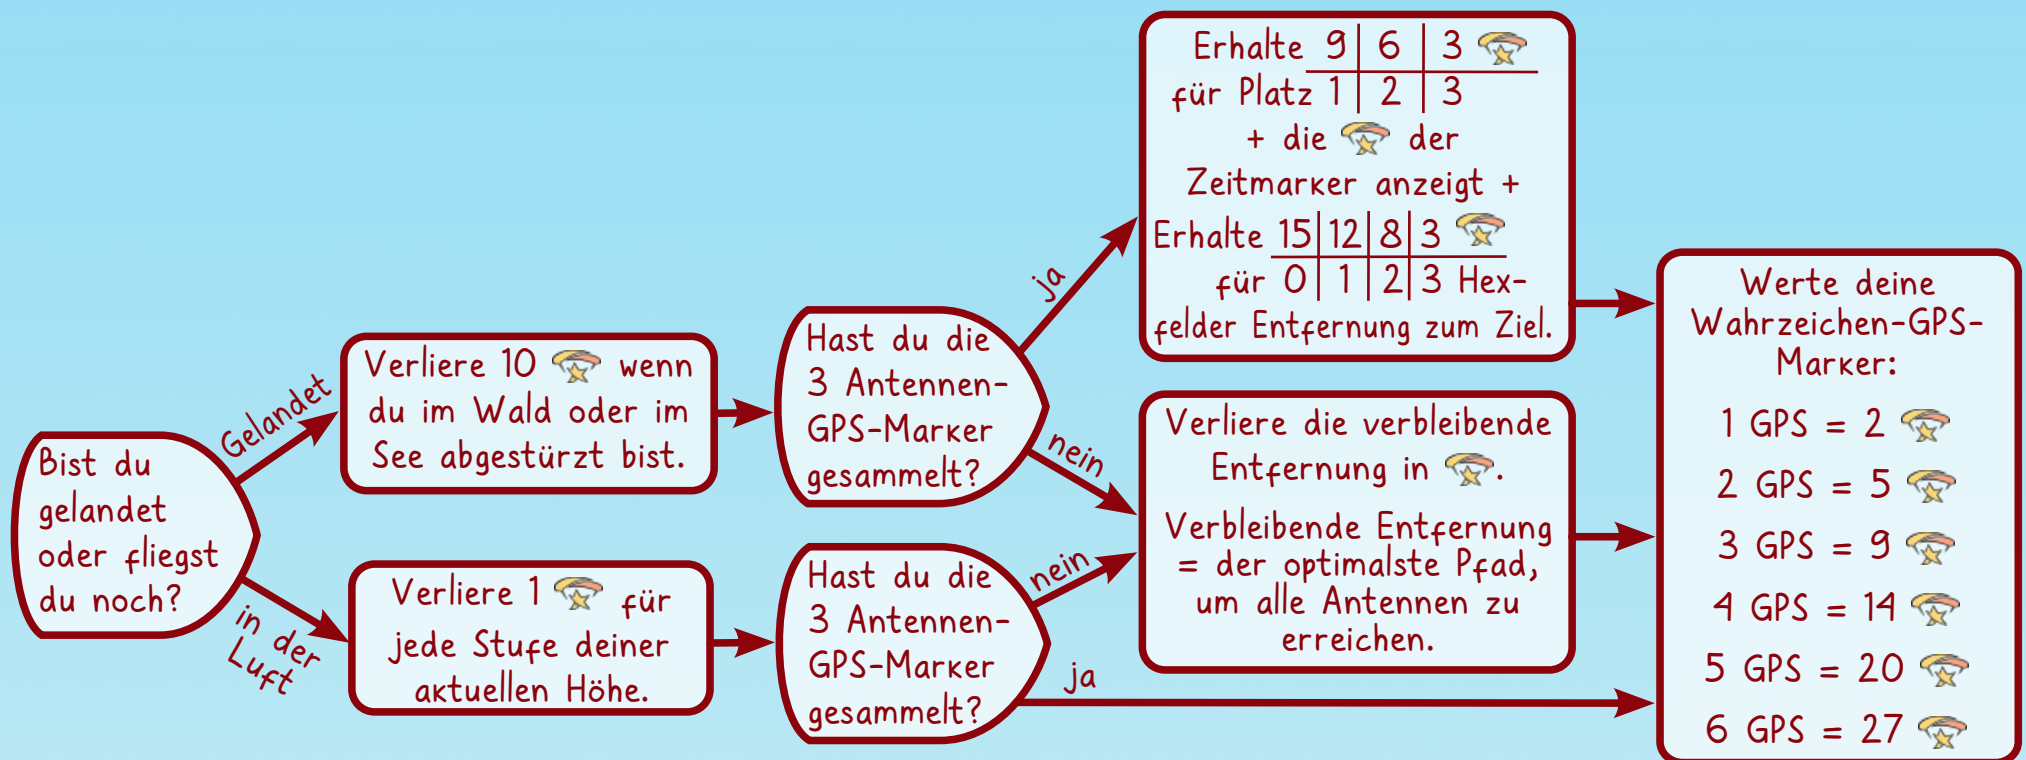 Bist du
gelandet
oder fliegst
du noch?
Gelandet
in der
Luft
Verliere 10 wenn
du im Wald oder im
See abgestürzt bist.
Verliere 1 für
jede Stufe deiner
aktuellen Höhe.
Hast du die
3 Antennen-
GPS-Marker
gesammelt?
ja
nein
Hast du die
3 Antennen-
GPS-Marker
gesammelt?
nein
ja
Erhalte 9 6 3
für Platz 1 2 3
+ die der
Zeitmarker anzeigt +
Erhalte 15 12 8 3
für 0 1 2 3 Hex-
felder Entfernung zum Ziel.
Verliere die verbleibende
Entfernung in .
Verbleibende Entfernung
= der optimalste Pfad,
um alle Antennen zu
erreichen.
Werte deine
Wahrzeichen-GPS-
Marker:
1 GPS = 2
2 GPS = 5
3 GPS = 9
4 GPS = 14
5 GPS = 20
6 GPS = 27